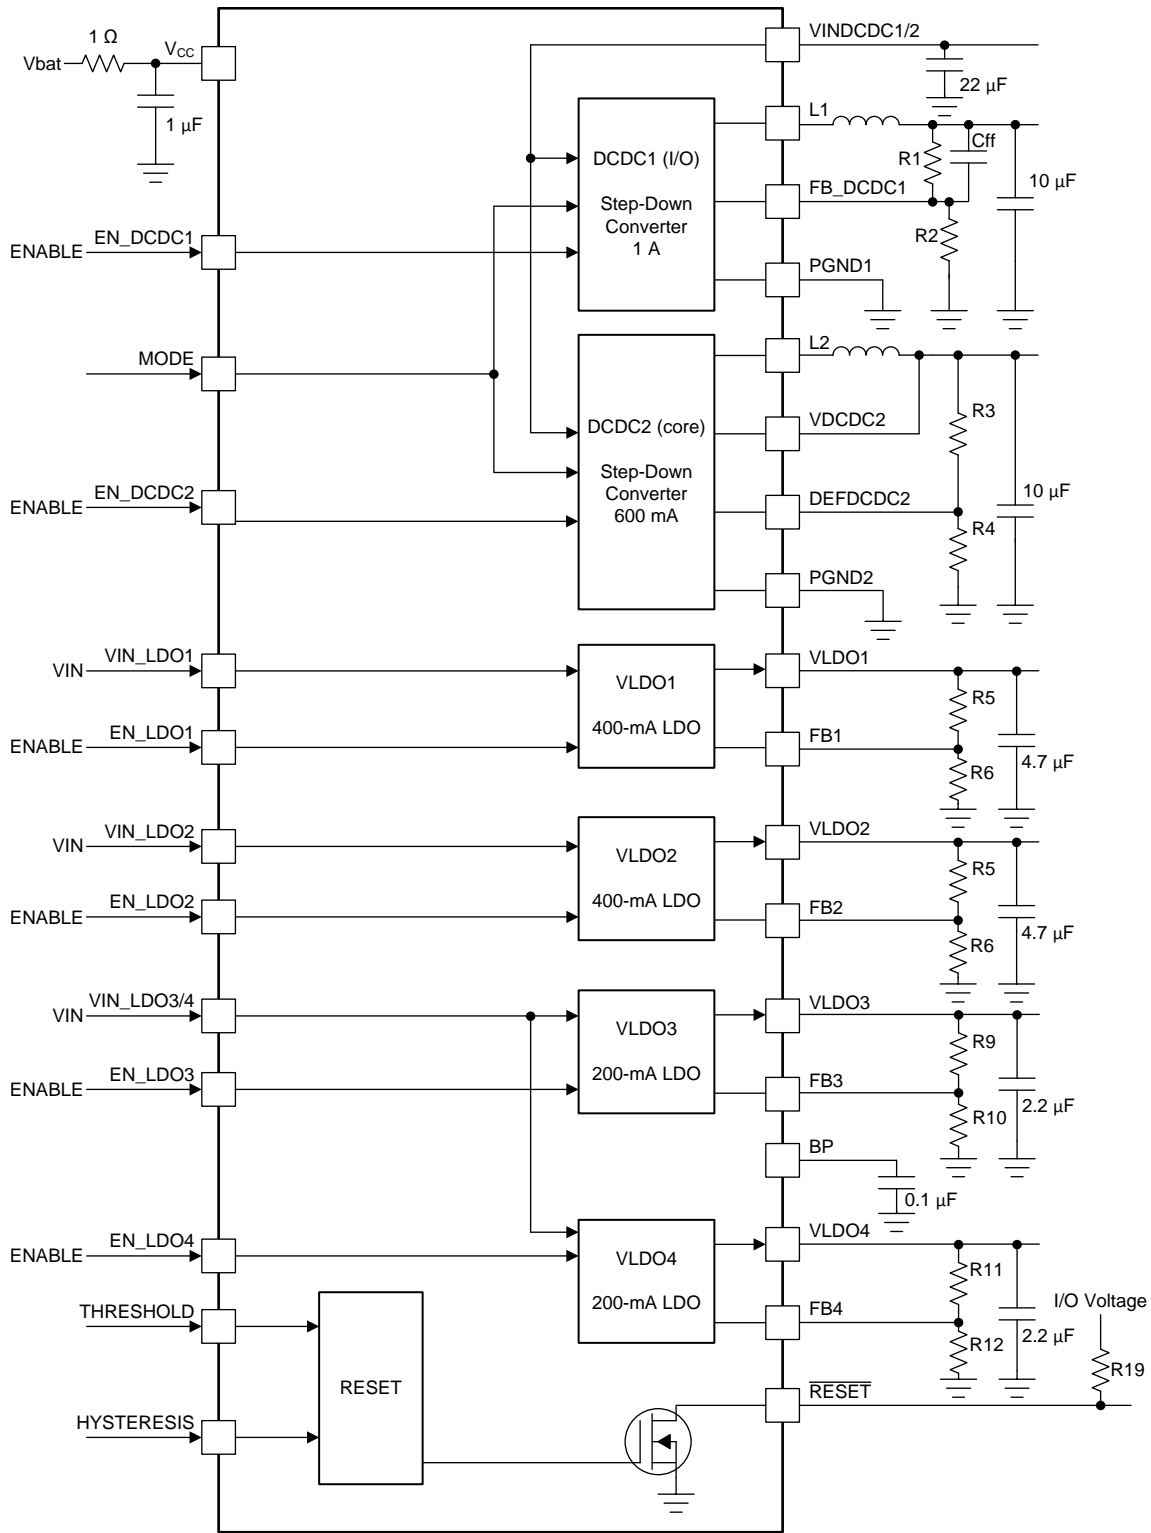 1 Ω
Vbat
VCC
1 µF
VINDCDC1/2
22 µF
L1
DCDC1 (I/O)
Step-Down
Converter
1 A
R1
Cff
10 µF
FB_DCDC1
R2
ENABLE
EN_DCDC1
PGND1
MODE
L2
DCDC2 (core)
Step-Down
Converter
600 mA
VDCDC2
R3
ENABLE
EN_DCDC2
DEFDCDC2
10 µF
R4
PGND2
VIN
VIN_LDO1
VLDO1
400-mA LDO
VLDO1
R5
ENABLE
EN_LDO1
FB1
R6
4.7 µF
VIN
VIN_LDO2
VLDO2
400-mA LDO
VLDO2
R5
ENABLE
EN_LDO2
FB2
R6
4.7 µF
VIN
VIN_LDO3/4
VLDO3
200-mA LDO
VLDO3
R9
ENABLE
EN_LDO3
FB3
R10
2.2 µF
BP
0.1 µF
ENABLE
EN_LDO4
VLDO4
200-mA LDO
VLDO4
R11
FB4
R12
2.2 µF
I/O Voltage
R19
THRESHOLD
RESET
HYSTERESIS
RESET